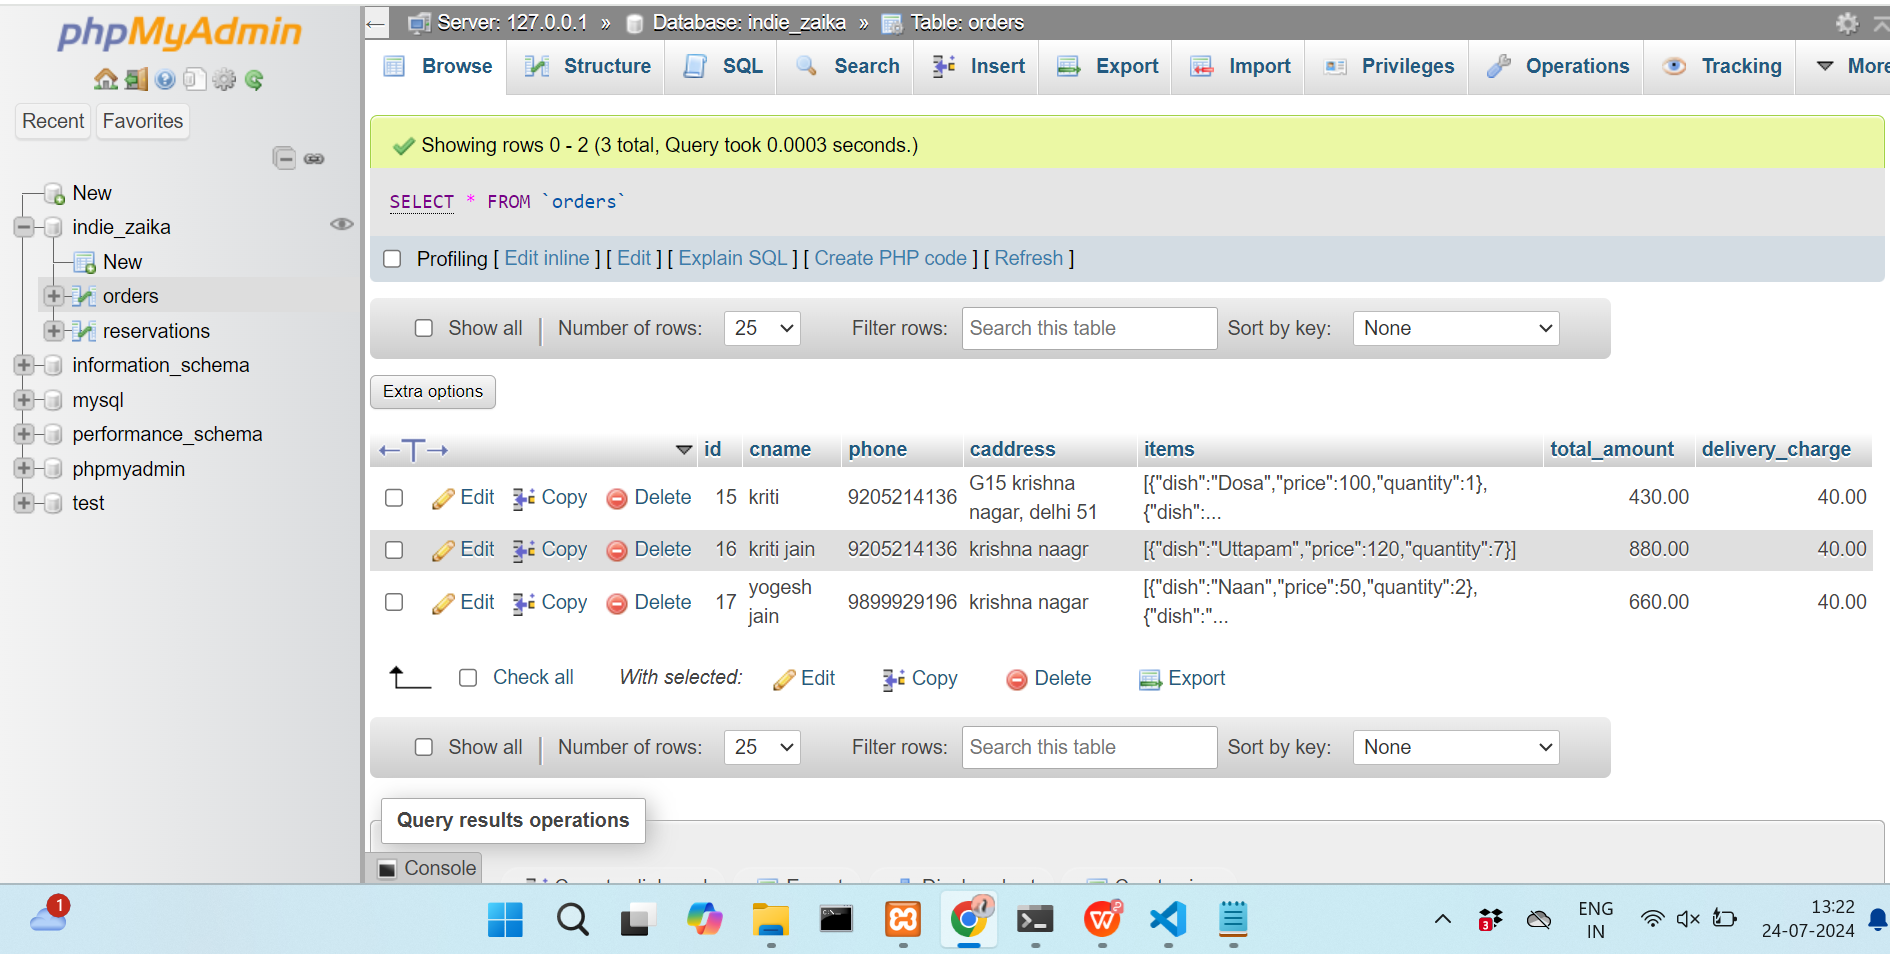 phpMyAdmin
Recent Favorites
New
indie_zaika
New
orders
reservations
information_schema
mysql
performance_schema
phpmyadmin
test
← Server: 127.0.0.1 » Database: indie_zaika » Table: orders
Browse Structure SQL Search Insert Export Import Privileges Operations Tracking More
Showing rows 0 - 2 (3 total, Query took 0.0003 seconds.)
SELECT * FROM `orders`
Profiling [ Edit inline ] [ Edit ] [ Explain SQL ] [ Create PHP code ] [ Refresh ]
Show all Number of rows: 25 Filter rows: Search this table Sort by key: None
Extra options
←T→ id cname phone caddress items total_amount delivery_charge
Edit Copy Delete 15 kriti 9205214136 G15 krishna nagar, delhi 51 [{"dish":"Dosa","price":100,"quantity":1}, {"dish":... 430.00 40.00
Edit Copy Delete 16 kriti jain 9205214136 krishna naagr [{"dish":"Uttapam","price":120,"quantity":7}] 880.00 40.00
Edit Copy Delete 17 yogesh jain 9899929196 krishna nagar [{"dish":"Naan","price":50,"quantity":2}, {"dish":"... 660.00 40.00
Check all With selected: Edit Copy Delete Export
Show all Number of rows: 25 Filter rows: Search this table Sort by key: None
Query results operations
Console
1
3
ENG
IN
13:22
24-07-2024